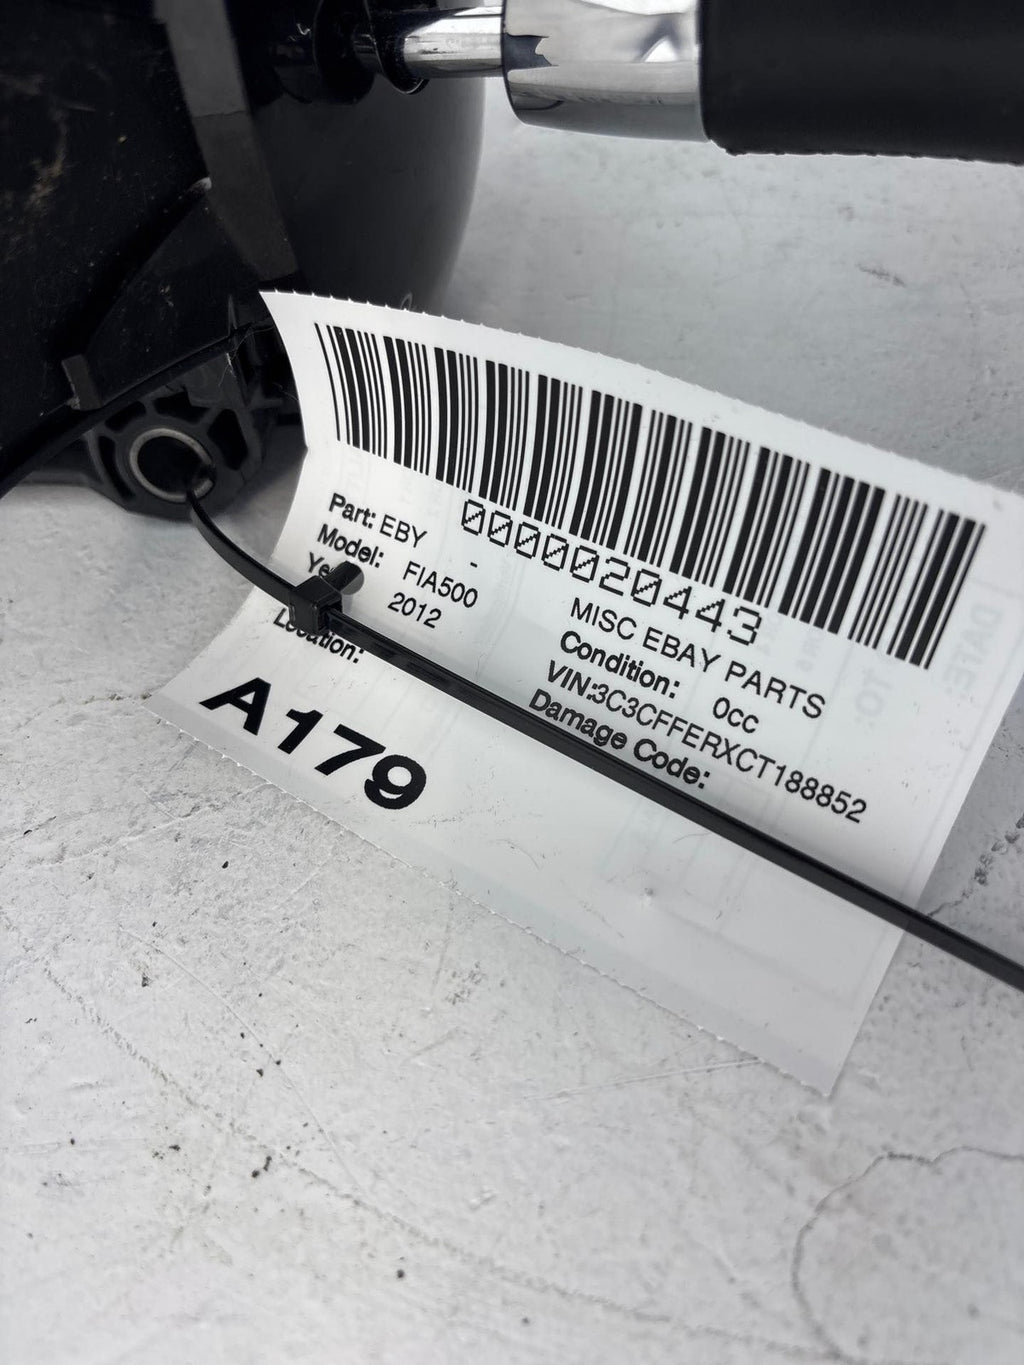 0000020443
Part: EBY - MISC EBAY PARTS
Model: FIA500 Condition: 0cc
2012 VIN:3C3CFFERXCT188852
Location: Damage Code:
A179